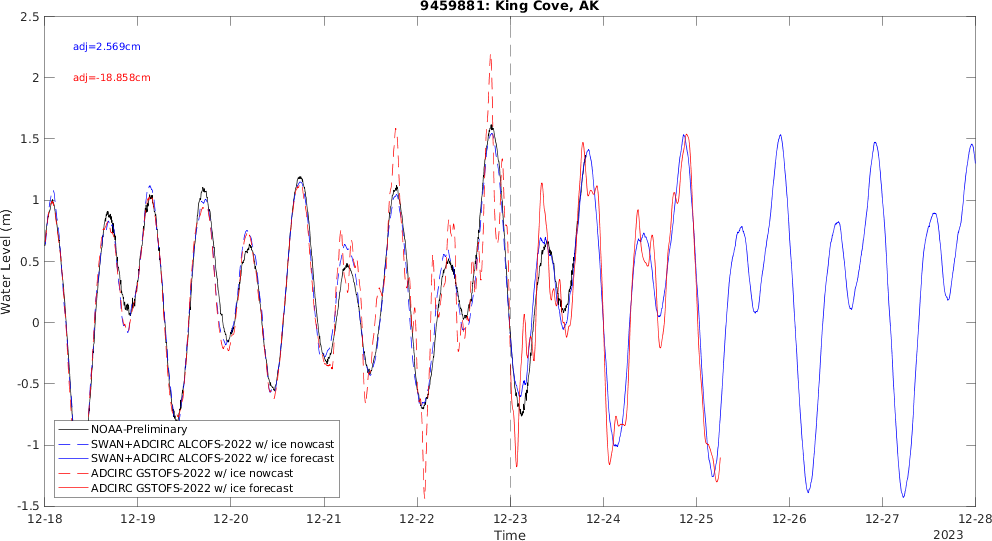 9459881: King Cove, AK
2.5
adj=2.569cm
2
adj=-18.858cm
1.5
1
Water Level (m)
0.5
0
-0.5
NOAA-Preliminary
SWAN+ADCIRC ALCOFS-2022 w/ ice nowcast
-1
SWAN+ADCIRC ALCOFS-2022 w/ ice forecast
ADCIRC GSTOFS-2022 w/ ice nowcast
ADCIRC GSTOFS-2022 w/ ice forecast
-1.5
12-18 12-19 12-20 12-21 12-22 12-23 12-24 12-25 12-26 12-27 12-28
Time
2023